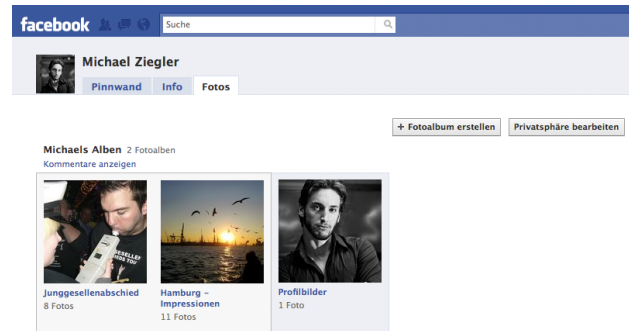 facebook
Suche
Michael Ziegler
Pinnwand Info Fotos
+ Fotoalbum erstellen Privatsphäre bearbeiten
Michaels Alben 2 Fotoalben
Kommentare anzeigen
Junggesellenabschied
8 Fotos
Hamburg –
Impressionen
11 Fotos
Profilbilder
1 Foto